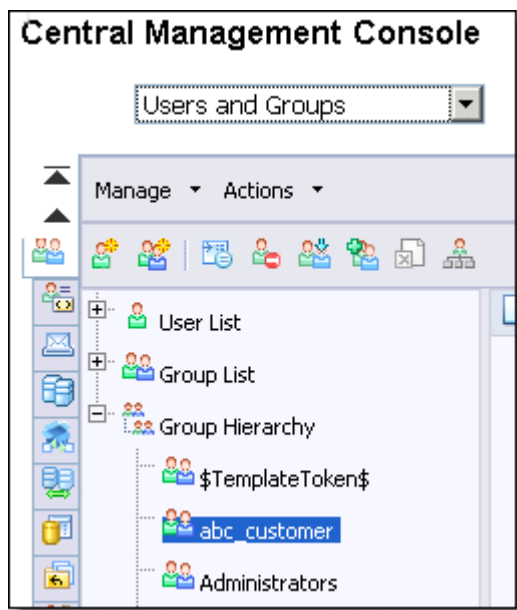 Central Management Console
Users and Groups
Manage Actions
User List
Group List
Group Hierarchy
$TemplateToken$
abc_customer
Administrators